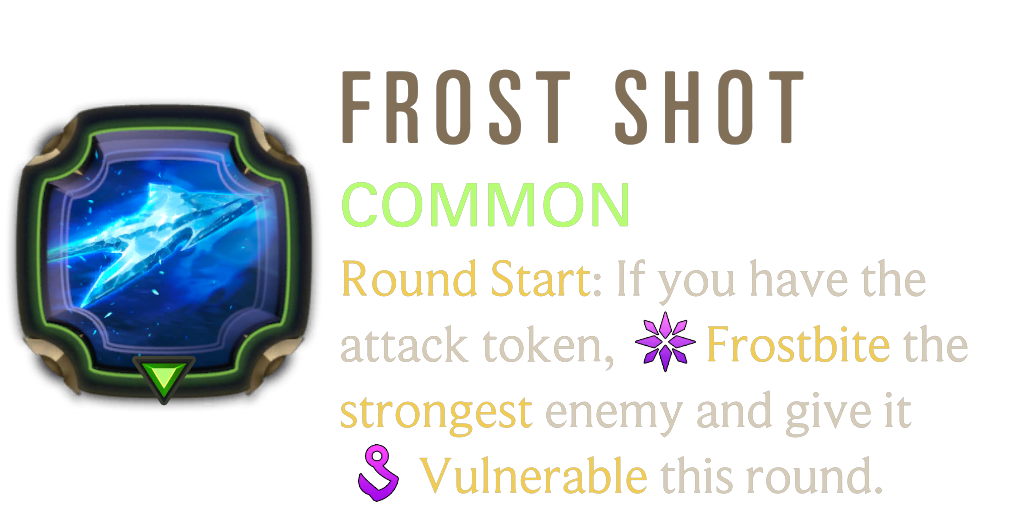 FROST SHOT
COMMON
Round Start: If you have the
attack token, Frostbite the
strongest enemy and give it
Vulnerable this round.